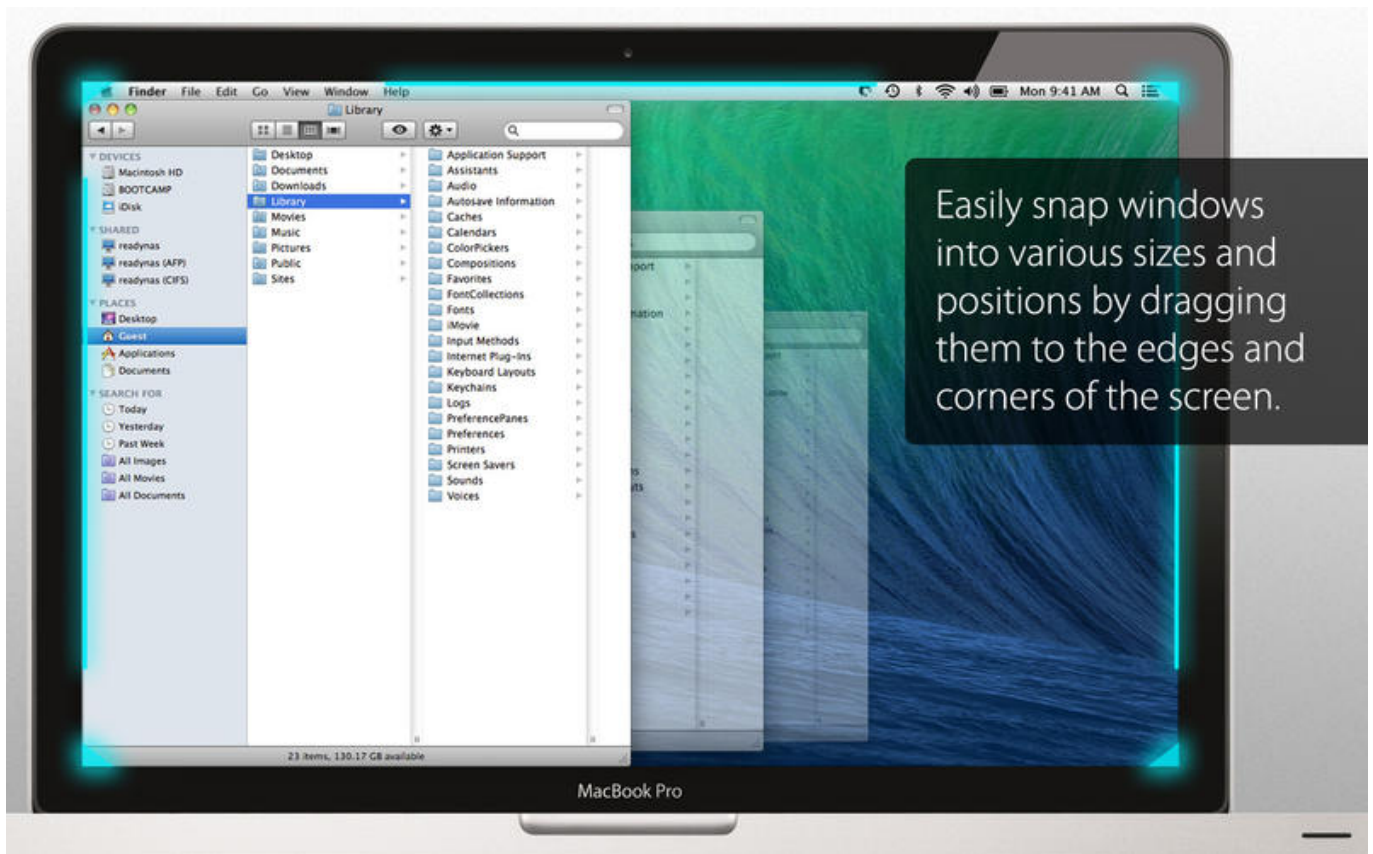 Finder File Edit Go View Window Help
Mon 9:41 AM
Library
DEVICES
Macintosh HD
BOOTCAMP
iDisk
SHARED
readynas
readynas (AFP)
readynas (CIFS)
PLACES
Desktop
Guest
Applications
Documents
SEARCH FOR
Today
Yesterday
Past Week
All Images
All Movies
All Documents
Desktop
Documents
Downloads
Library
Movies
Music
Pictures
Public
Sites
Application Support
Assistants
Audio
Autosave Information
Caches
Calendars
ColorPickers
Compositions
Favorites
FontCollections
Fonts
iMovie
Input Methods
Internet Plug-Ins
Keyboard Layouts
Keychains
Logs
PreferencePanes
Preferences
Printers
Screen Savers
Sounds
Voices
23 items, 130.17 GB available
Easily snap windows
into various sizes and
positions by dragging
them to the edges and
corners of the screen.
MacBook Pro